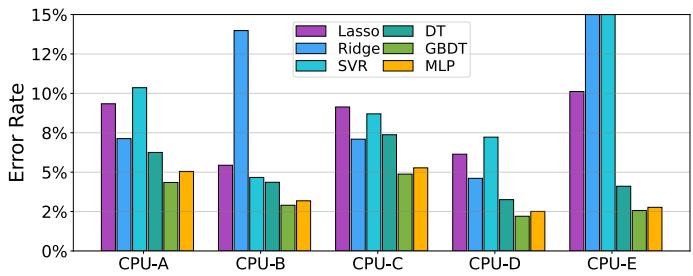 15%
12%
10%
8%
5%
2%
0%
Error Rate
Lasso DT
Ridge GBDT
SVR MLP
CPU-A CPU-B CPU-C CPU-D CPU-E